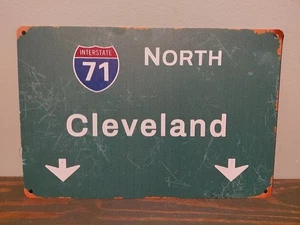 INTERSTATE
71
NORTH
Cleveland